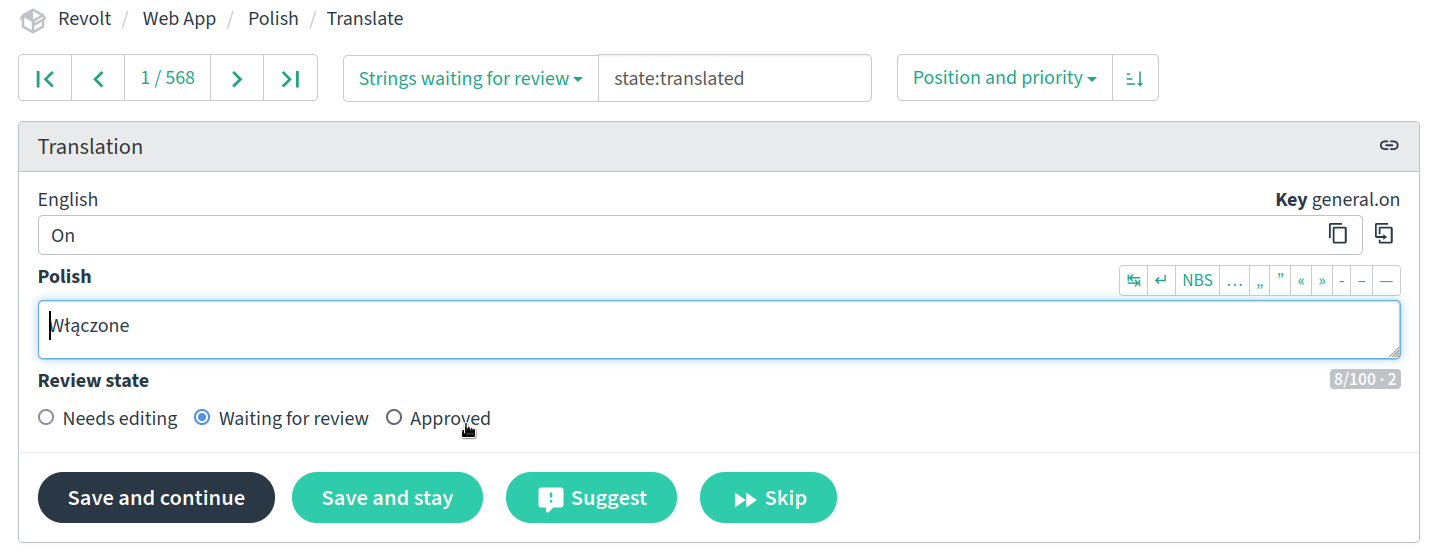 Revolt / Web App / Polish / Translate
1 / 568 Strings waiting for review state:translated Position and priority
Translation
English Key general.on
On
Polish ↹ ↵ NBS … „ ” « » - – —
Włączone
Review state 8/100 · 2
Needs editing Waiting for review Approved
Save and continue Save and stay Suggest Skip